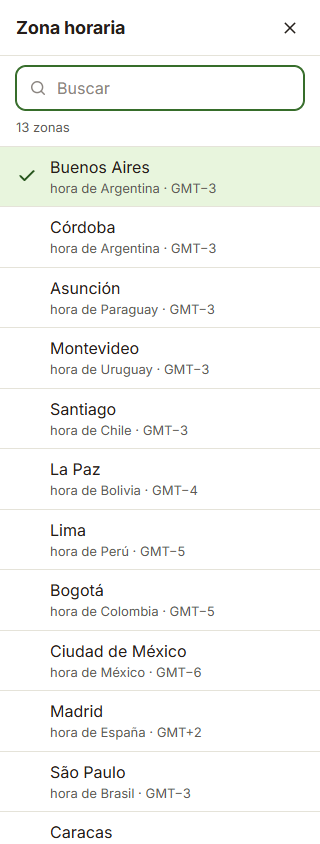 Zona horaria
Buscar
13 zonas
Buenos Aires
hora de Argentina · GMT−3
Córdoba
hora de Argentina · GMT−3
Asunción
hora de Paraguay · GMT−3
Montevideo
hora de Uruguay · GMT−3
Santiago
hora de Chile · GMT−3
La Paz
hora de Bolivia · GMT−4
Lima
hora de Perú · GMT−5
Bogotá
hora de Colombia · GMT−5
Ciudad de México
hora de México · GMT−6
Madrid
hora de España · GMT+2
São Paulo
hora de Brasil · GMT−3
Caracas